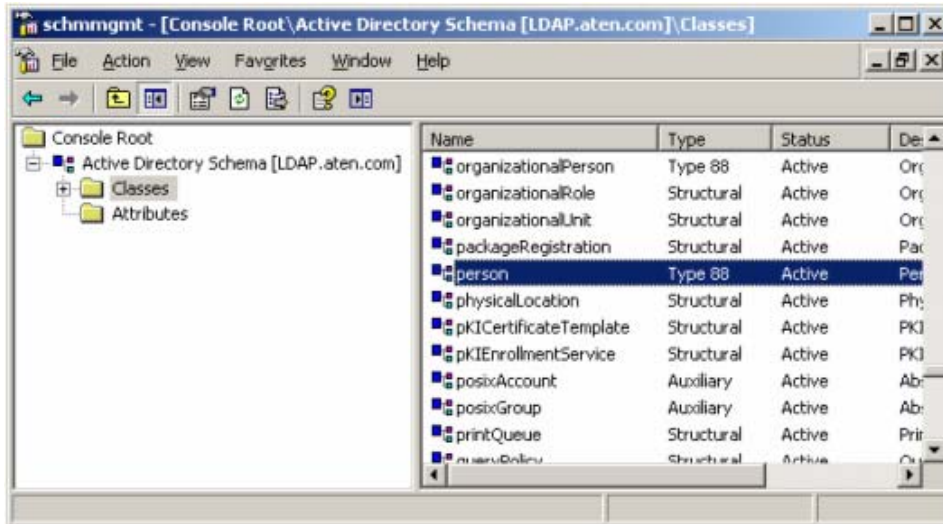 schmmgmt - [Console Root\Active Directory Schema [LDAP.aten.com]\Classes]
File Action View Favorites Window Help
Console Root
Active Directory Schema [LDAP.aten.com]
Classes
Attributes
Name Type Status
organizationalPerson Type 88 Active
organizationalRole Structural Active
organizationalUnit Structural Active
packageRegistration Structural Active
person Type 88 Active
physicalLocation Structural Active
pKICertificateTemplate Structural Active
pKIEnrollmentService Structural Active
posixAccount Auxiliary Active
posixGroup Auxiliary Active
printQueue Structural Active
queryPolicy Structural Active